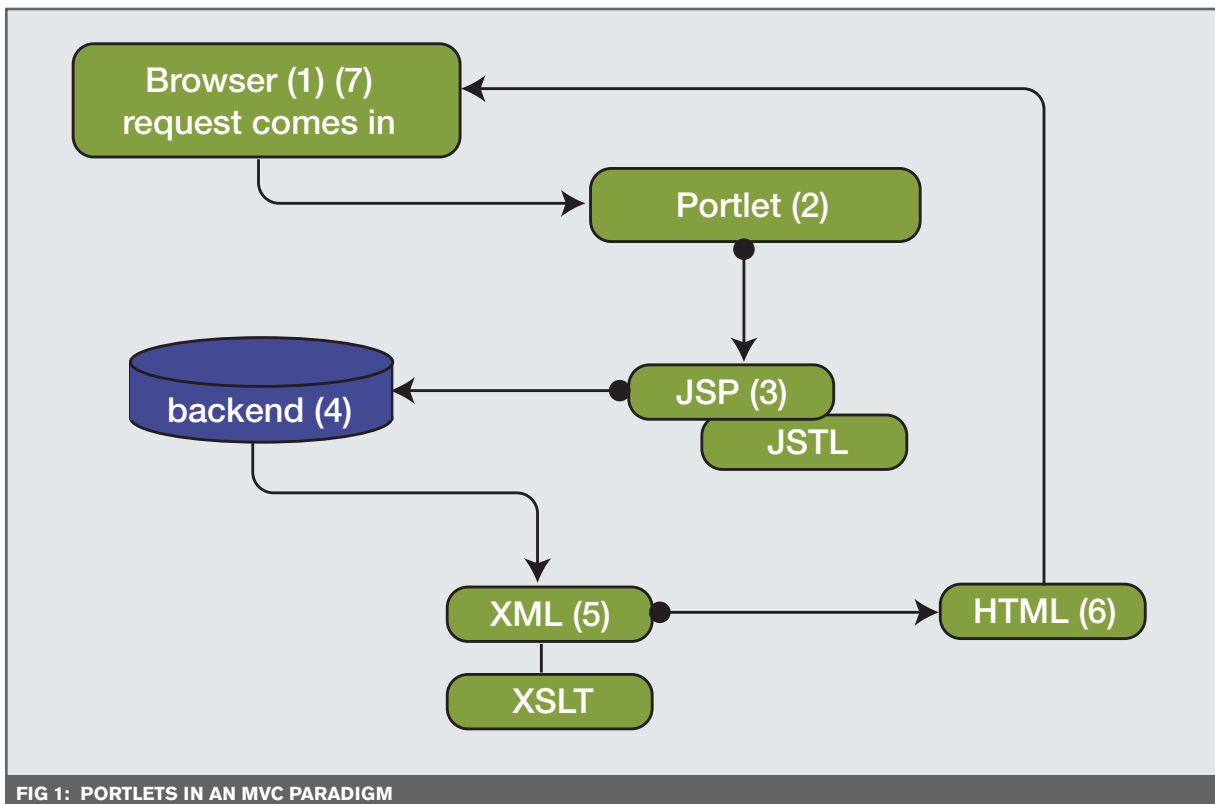 Browser (1) (7)
request comes in
Portlet (2)
JSP (3)
JSTL
backend (4)
XML (5)
XSLT
HTML (6)
FIG 1: PORTLETS IN AN MVC PARADIGM